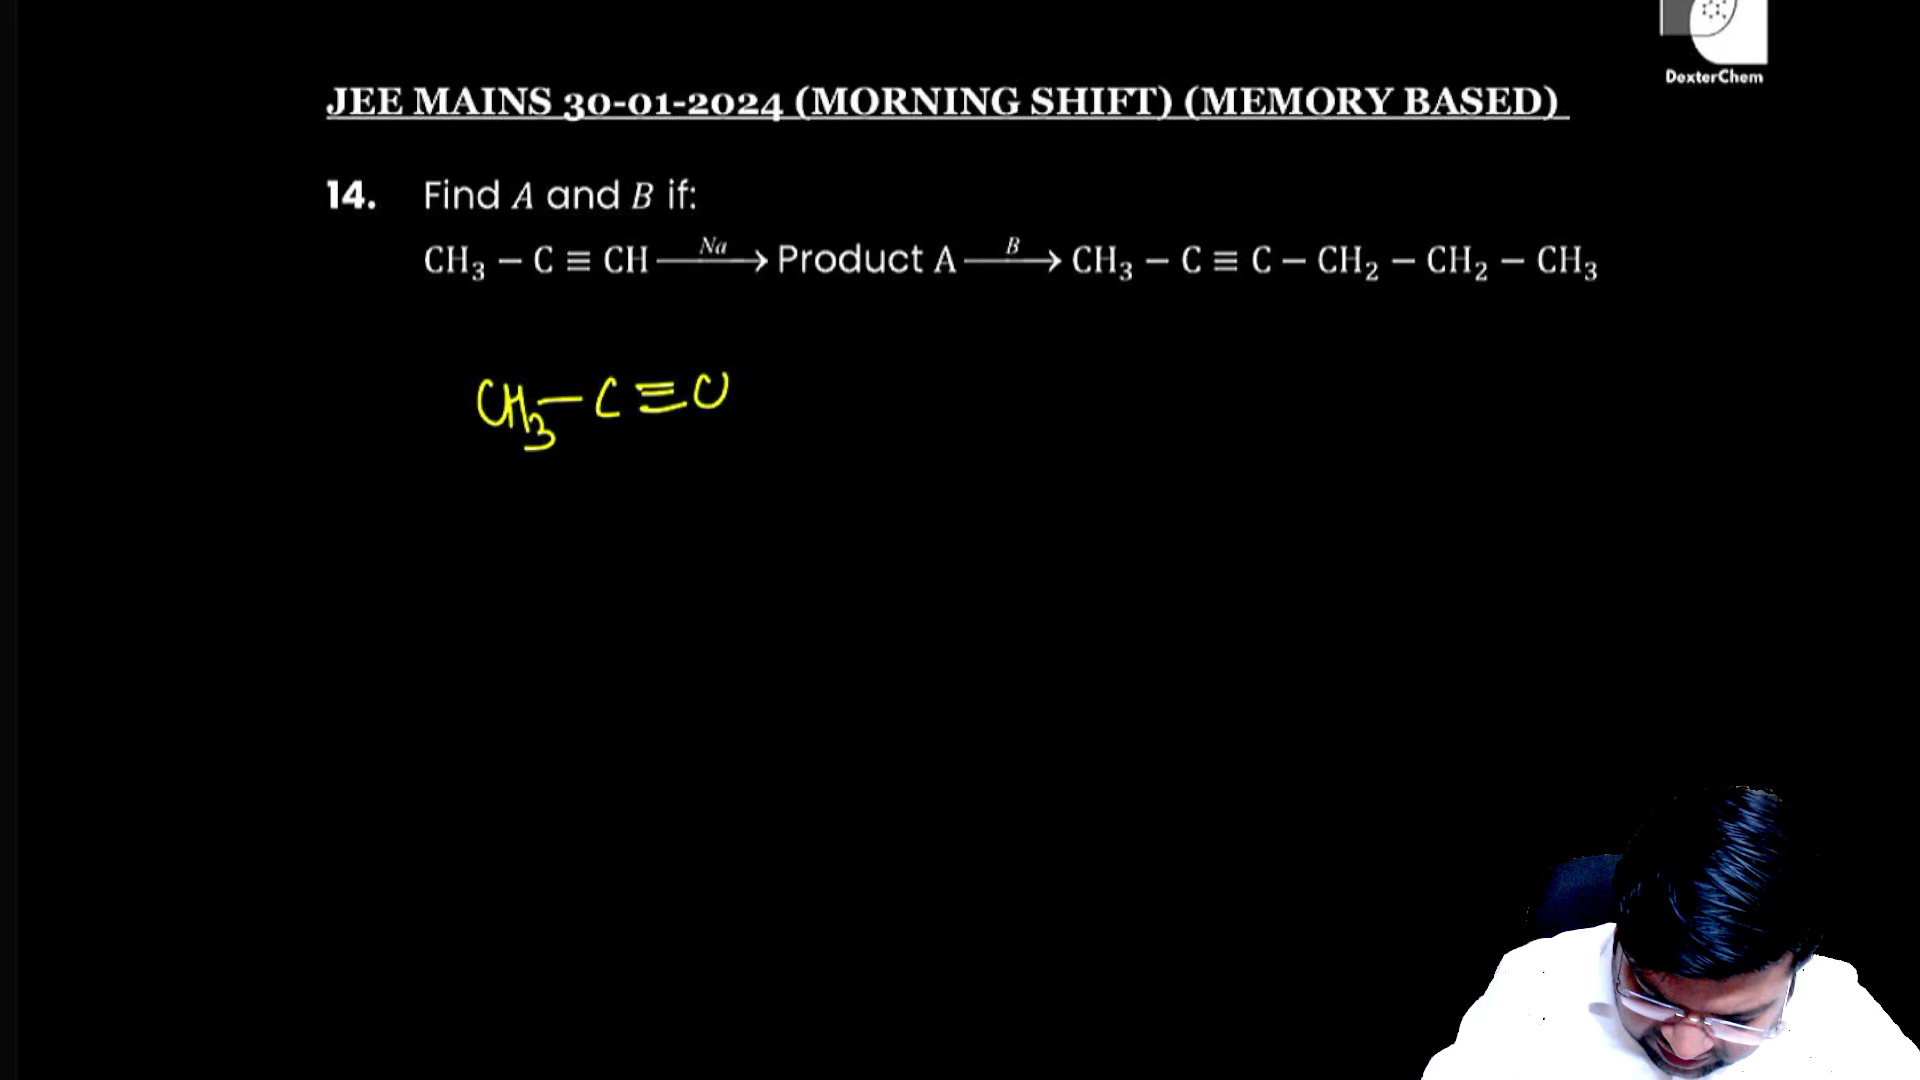 DexterChem
JEE MAINS 30-01-2024 (MORNING SHIFT) (MEMORY BASED)
14. Find A and B if:
CH₃ − C ≡ CH —Na→ Product A —B→ CH₃ − C ≡ C − CH₂ − CH₂ − CH₃
CH₃ − C ≡ C